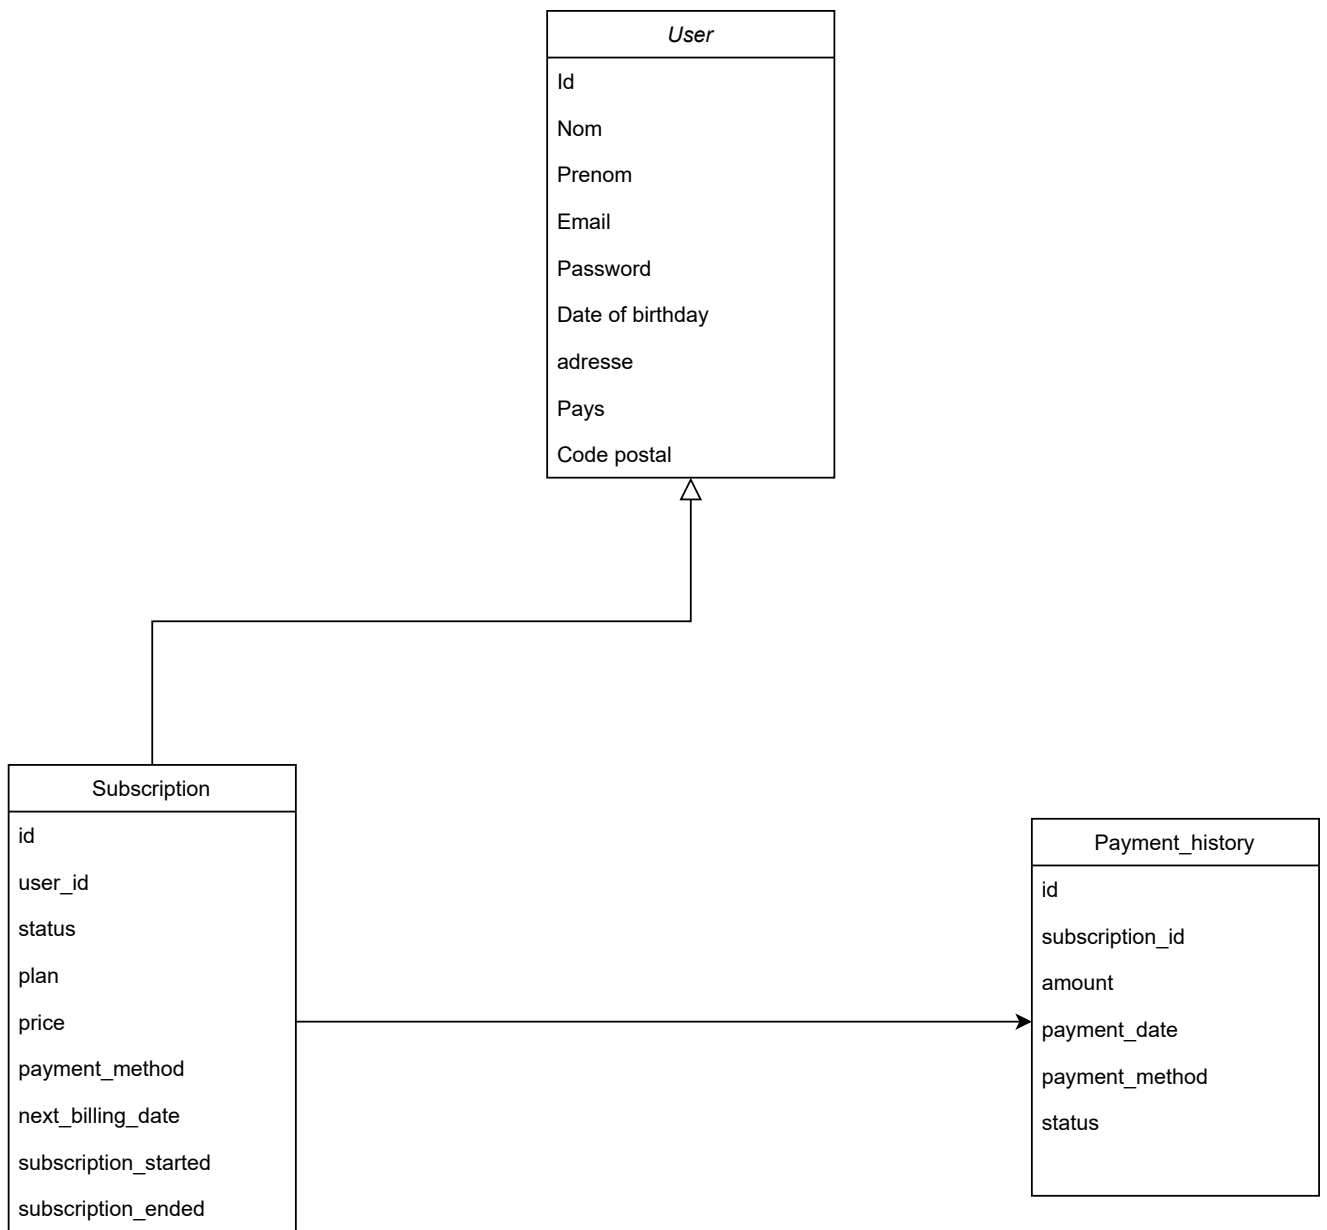 User
Id
Nom
Prenom
Email
Password
Date of birthday
adresse
Pays
Code postal
Subscription
id
user_id
status
plan
price
payment_method
next_billing_date
subscription_started
subscription_ended
Payment_history
id
subscription_id
amount
payment_date
payment_method
status